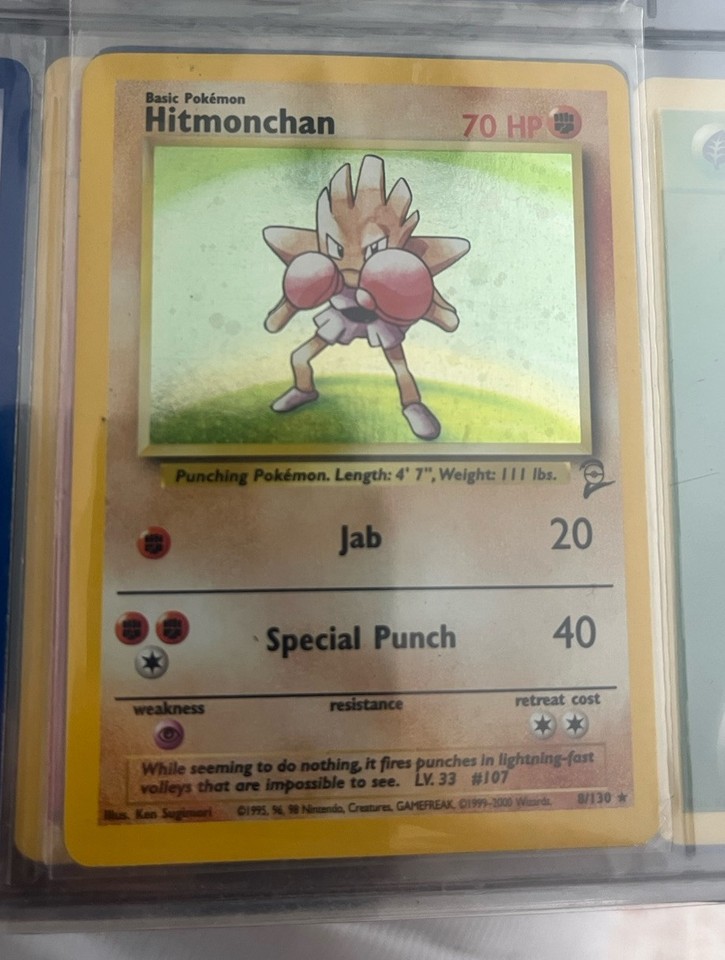 Basic Pokémon
Hitmonchan 70 HP
Punching Pokémon. Length: 4' 7", Weight: 111 lbs.
Jab 20
Special Punch 40
weakness resistance retreat cost
While seeming to do nothing, it fires punches in lightning-fast
volleys that are impossible to see. LV. 33 #107
Illus. Ken Sugimori ©1995, 96, 98 Nintendo, Creatures, GAMEFREAK. ©1999-2000 Wizards. 8/130 ★